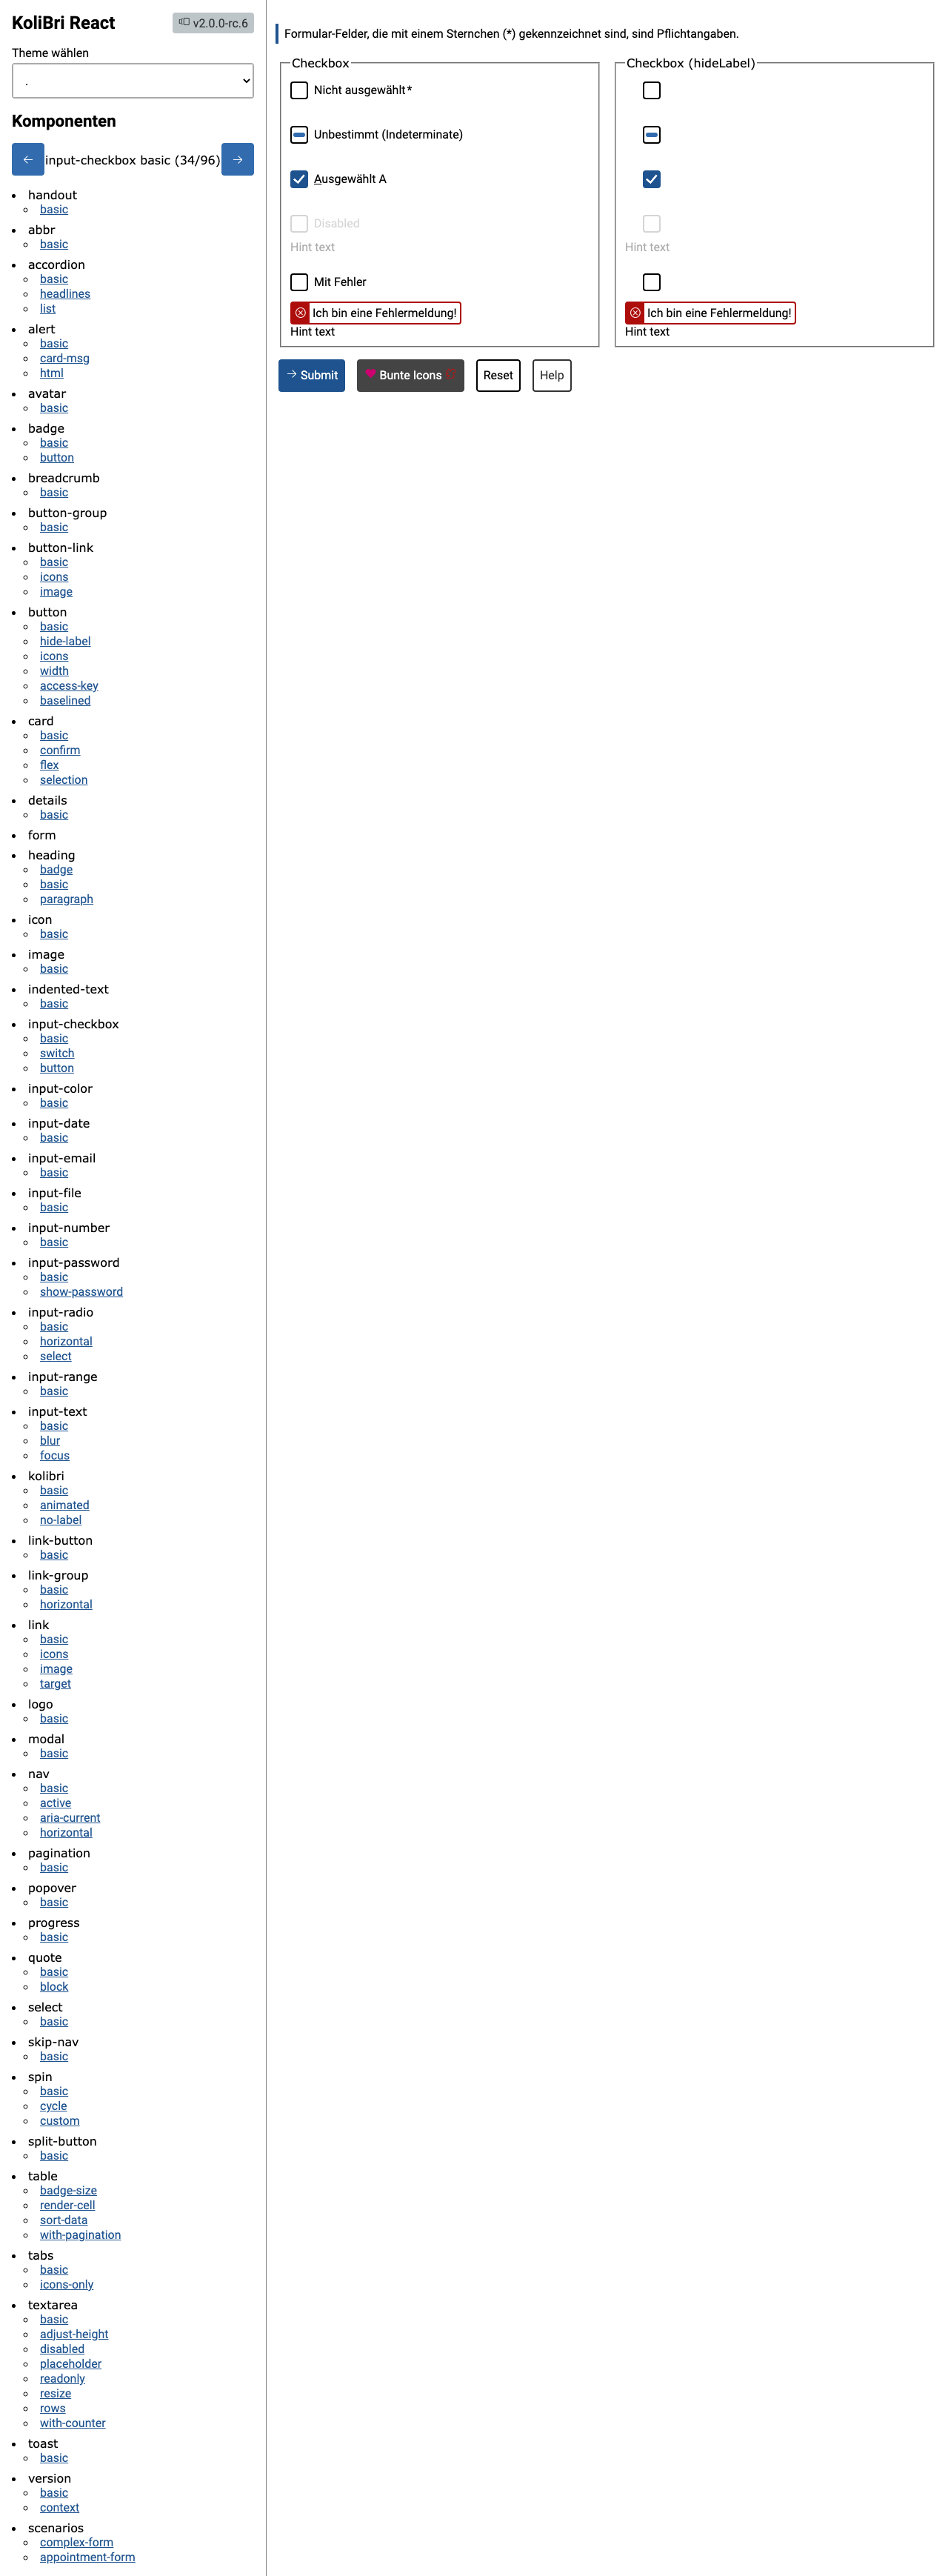 KoliBri React
v2.0.0-rc.6
Theme wählen
.
Komponenten
← input-checkbox basic (34/96) →
handout
basic
abbr
basic
accordion
basic
headlines
list
alert
basic
card-msg
html
avatar
basic
badge
basic
button
breadcrumb
basic
button-group
basic
button-link
basic
icons
image
button
basic
hide-label
icons
width
access-key
baselined
card
basic
confirm
flex
selection
details
basic
form
heading
badge
basic
paragraph
icon
basic
image
basic
indented-text
basic
input-checkbox
basic
switch
button
input-color
basic
input-date
basic
input-email
basic
input-file
basic
input-number
basic
input-password
basic
show-password
input-radio
basic
horizontal
select
input-range
basic
input-text
basic
blur
focus
kolibri
basic
animated
no-label
link-button
basic
link-group
basic
horizontal
link
basic
icons
image
target
logo
basic
modal
basic
nav
basic
active
aria-current
horizontal
pagination
basic
popover
basic
progress
basic
quote
basic
block
select
basic
skip-nav
basic
spin
basic
cycle
custom
split-button
basic
table
badge-size
render-cell
sort-data
with-pagination
tabs
basic
icons-only
textarea
basic
adjust-height
disabled
placeholder
readonly
resize
rows
with-counter
toast
basic
version
basic
context
scenarios
complex-form
appointment-form
Formular-Felder, die mit einem Sternchen (*) gekennzeichnet sind, sind Pflichtangaben.
Checkbox
Nicht ausgewählt*
Unbestimmt (Indeterminate)
Ausgewählt A
Disabled
Hint text
Mit Fehler
Ich bin eine Fehlermeldung!
Hint text
Checkbox (hideLabel)
Hint text
Ich bin eine Fehlermeldung!
Hint text
→ Submit
Bunte Icons
Reset
Help